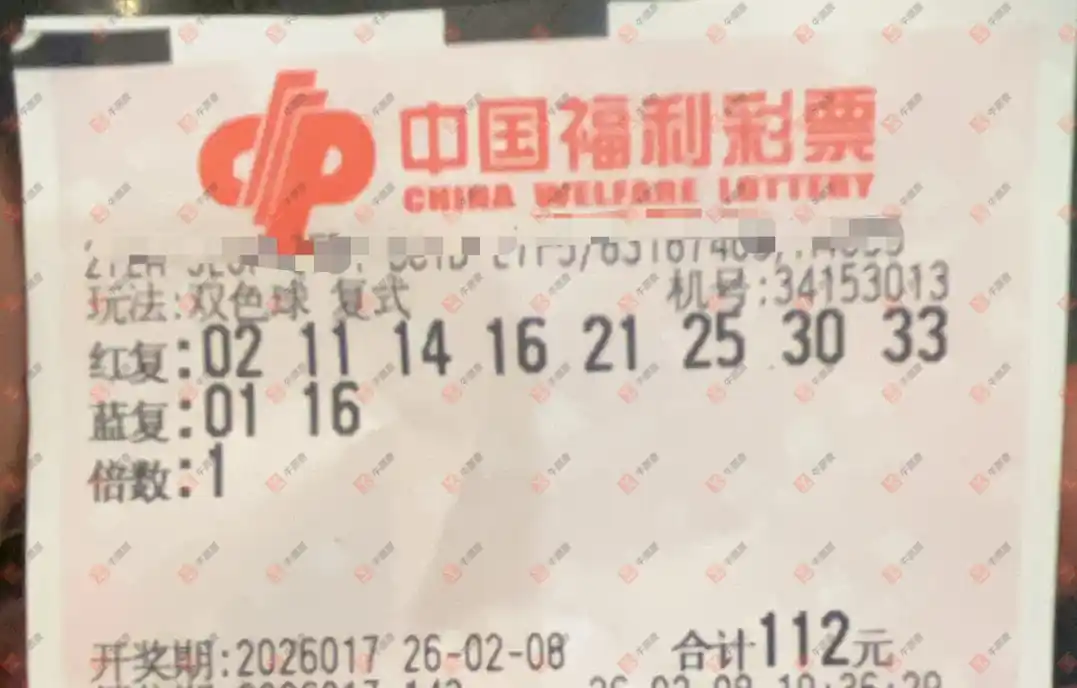 中国福利彩票
CHINA WELFARE LOTTERY
玩法:双色球 复式 机号:34153013
红复:02 11 14 16 21 25 30 33
蓝复:01 16
倍数:1
开奖期:2026017 26-02-08 合计112元